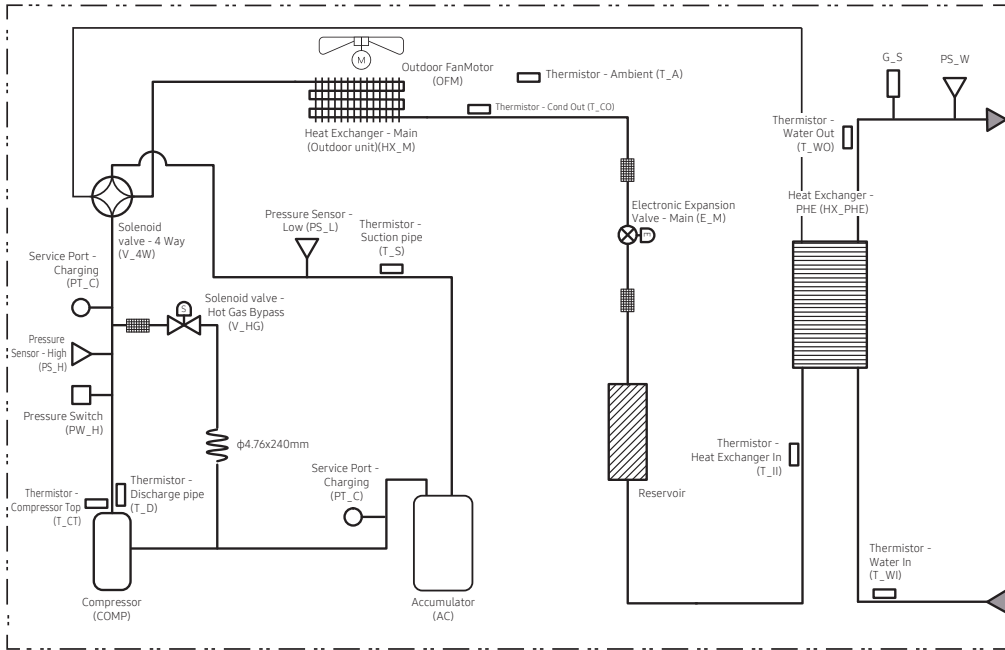 G_S
PS_W
M
Outdoor FanMotor
(OFM)
Thermistor - Ambient (T_A)
Thermistor - Cond Out (T_CO)
Heat Exchanger - Main
(Outdoor unit)(HX_M)
Thermistor -
Water Out
(T_WO)
Heat Exchanger -
PHE (HX_PHE)
Solenoid
valve - 4 Way
(V_4W)
Pressure Sensor -
Low (PS_L)
Thermistor -
Suction pipe
(T_S)
Electronic Expansion
Valve - Main (E_M)
E
Service Port -
Charging
(PT_C)
S
Solenoid valve -
Hot Gas Bypass
(V_HG)
Pressure
Sensor - High
(PS_H)
Pressure Switch
(PW_H)
ϕ4.76x240mm
Thermistor -
Heat Exchanger In
(T_II)
Service Port -
Charging
(PT_C)
Thermistor -
Discharge pipe
(T_D)
Thermistor -
Compressor Top
(T_CT)
Reservoir
Thermistor -
Water In
(T_WI)
Compressor
(COMP)
Accumulator
(AC)